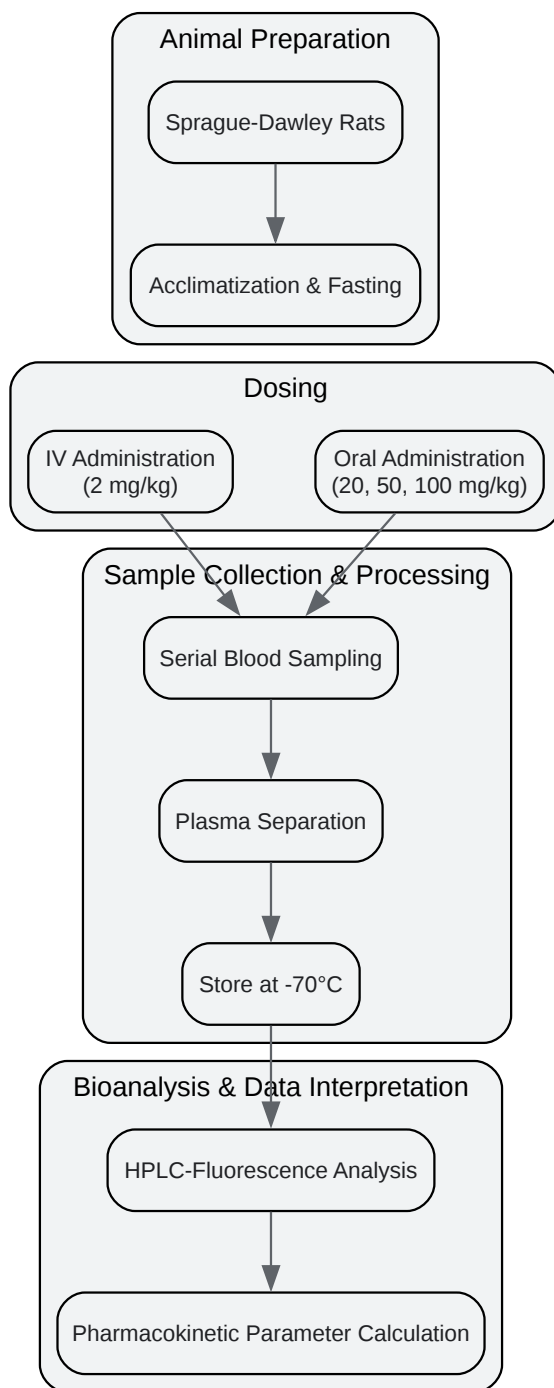 Animal Preparation
Sprague-Dawley Rats
Acclimatization & Fasting
Dosing
IV Administration
(2 mg/kg)
Oral Administration
(20, 50, 100 mg/kg)
Sample Collection & Processing
Serial Blood Sampling
Plasma Separation
Store at -70°C
Bioanalysis & Data Interpretation
HPLC-Fluorescence Analysis
Pharmacokinetic Parameter Calculation